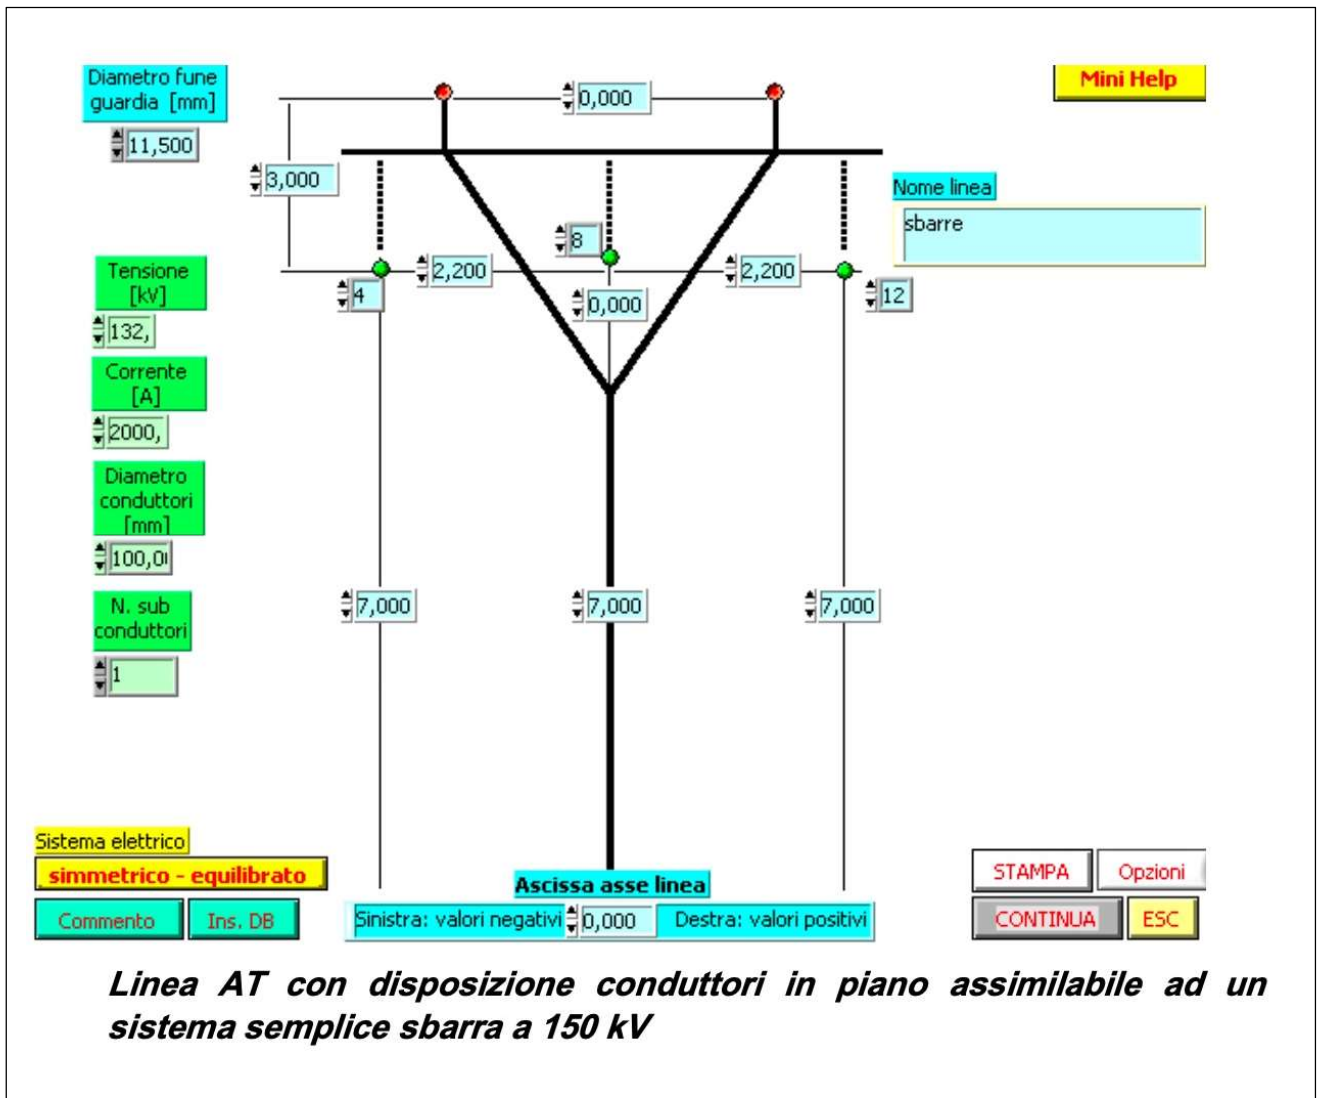 Diametro fune
guardia [mm]
11,500
0,000
Mini Help
3,000
Nome linea
sbarre
8
Tensione
[kV]
132,
2,200
2,200
4
0,000
12
Corrente
[A]
2000,
Diametro
conduttori
[mm]
100,0
N. sub
conduttori
1
7,000
7,000
7,000
Sistema elettrico
simmetrico - equilibrato
Commento
Ins. DB
Ascissa asse linea
Sinistra: valori negativi
0,000
Destra: valori positivi
STAMPA
Opzioni
CONTINUA
ESC
Linea AT con disposizione conduttori in piano assimilabile ad un
sistema semplice sbarra a 150 kV